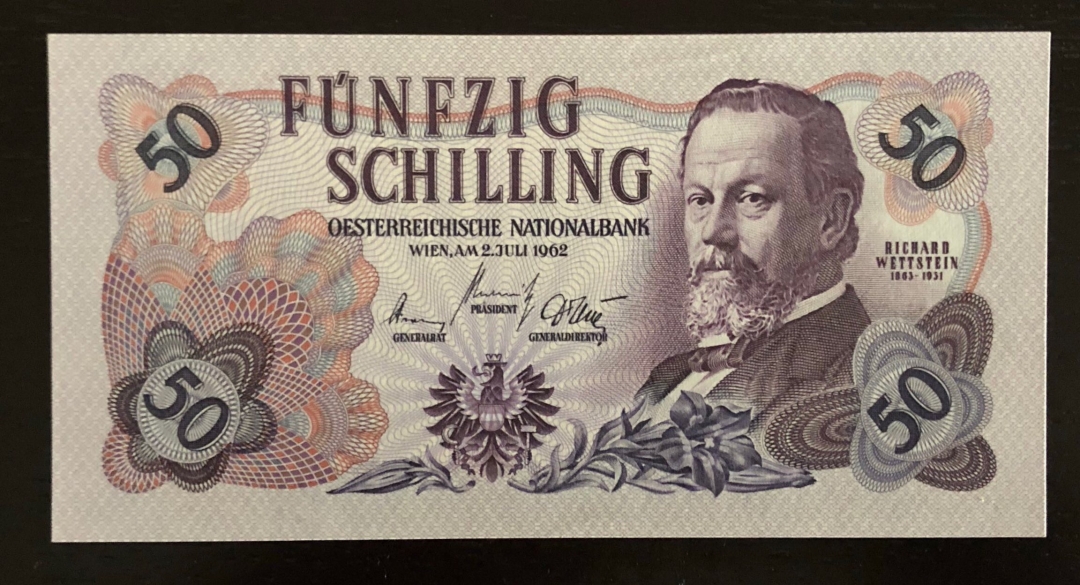 50
FÜNFZIG
SCHILLING
50
OESTERREICHISCHE NATIONALBANK
WIEN, AM 2. JULI 1962
RICHARD
WETTSTEIN
1863-1931
PRÄSIDENT
GENERALRAT
GENERALDIREKTOR
50
50